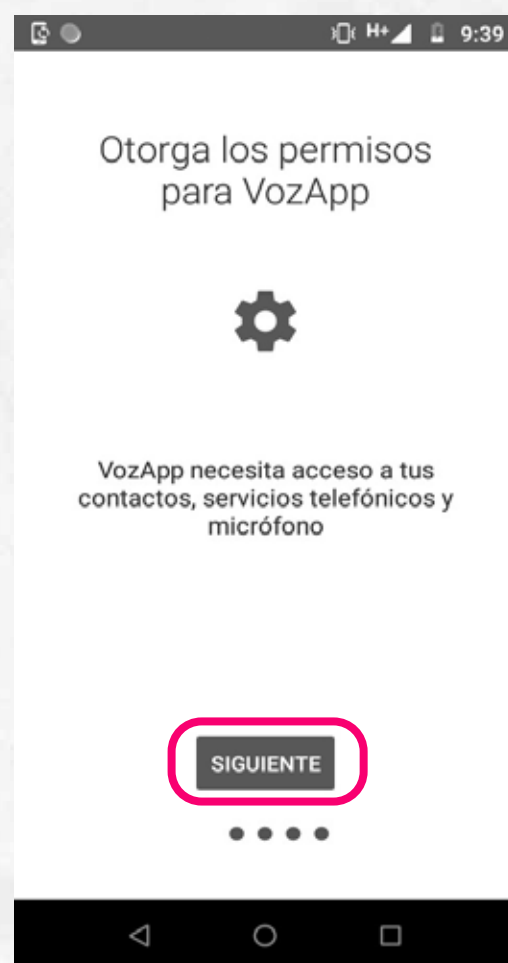 H+ 9:39
Otorga los permisos
para VozApp
VozApp necesita acceso a tus
contactos, servicios telefónicos y
micrófono
SIGUIENTE